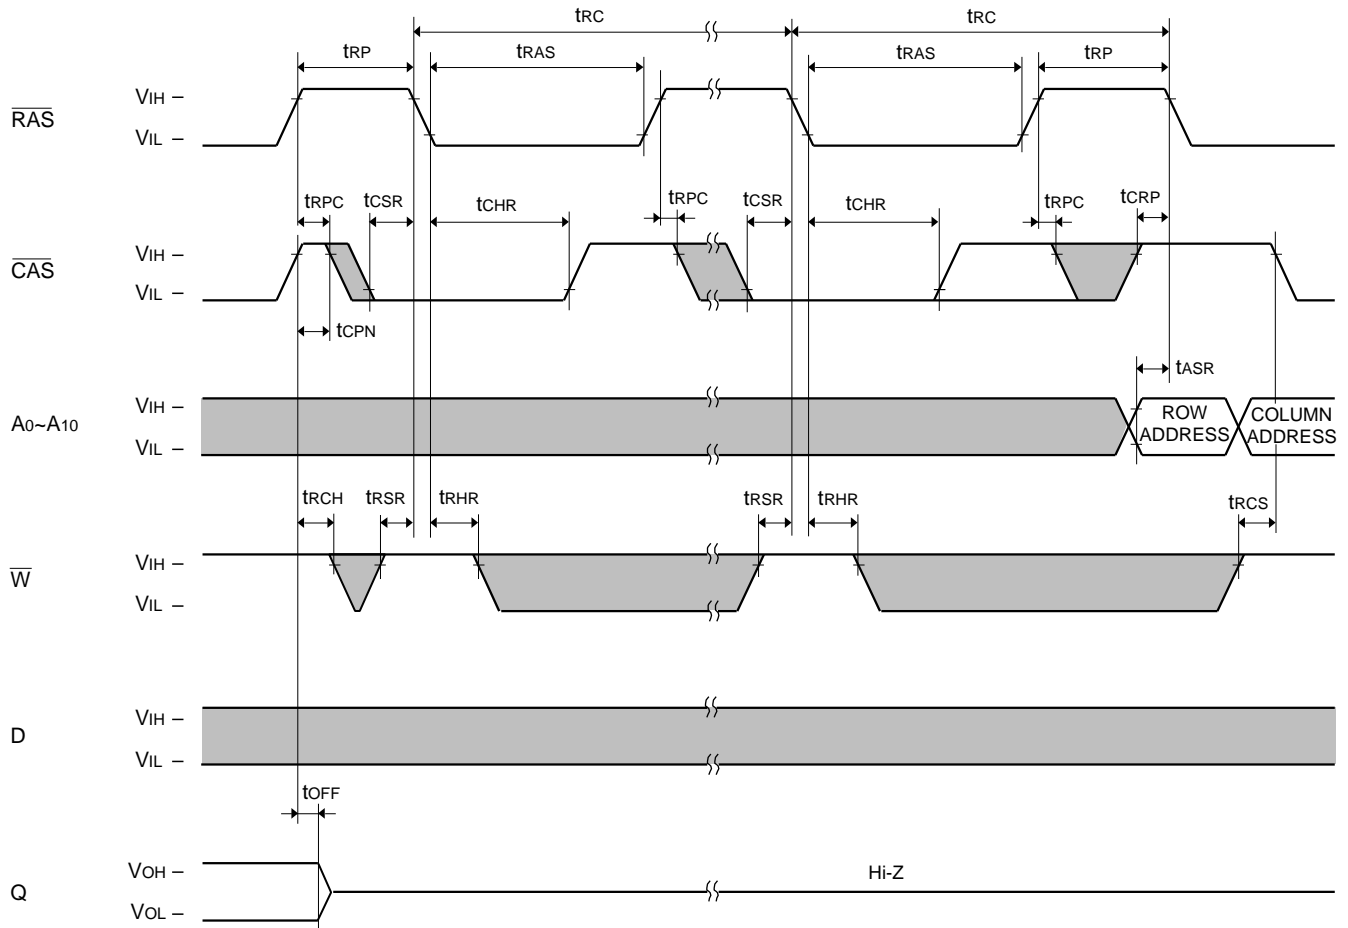 tRC tRC
tRP tRAS tRAS tRP
VIH –
RAS
VIL –
tRPC tCSR tCHR tRPC tCSR tCHR tRPC tCRP
VIH –
CAS
VIL –
tCPN
tASR
VIH –
A0~A10
VIL –
ROW ADDRESS
COLUMN ADDRESS
tRCH tRSR tRHR tRSR tRHR tRCS
VIH –
W
VIL –
VIH –
D
VIL –
tOFF
VOH –
Q
VOL –
Hi-Z